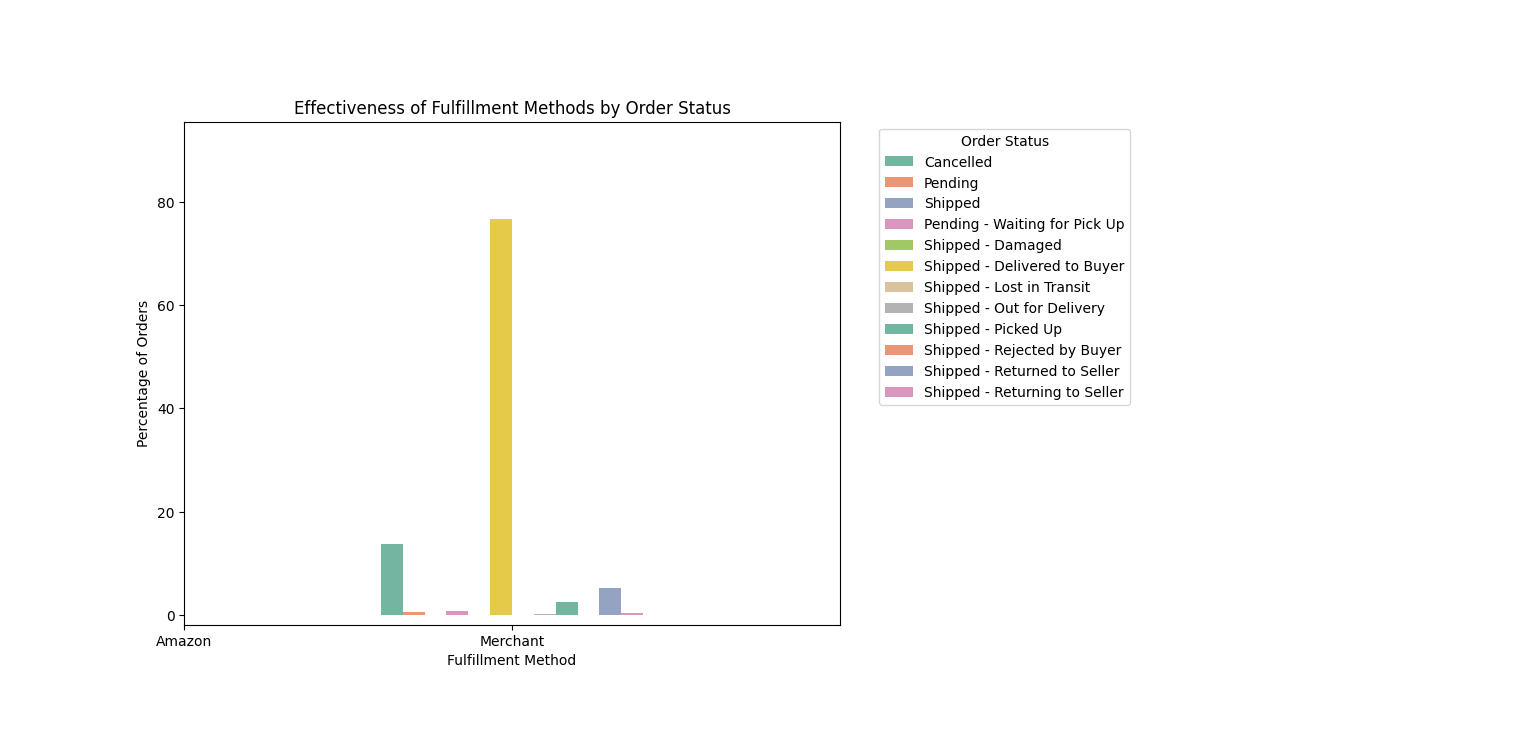 Effectiveness of Fulfillment Methods by Order Status
Percentage of Orders
80
60
40
20
0
Amazon
Merchant
Fulfillment Method
Order Status
Cancelled
Pending
Shipped
Pending - Waiting for Pick Up
Shipped - Damaged
Shipped - Delivered to Buyer
Shipped - Lost in Transit
Shipped - Out for Delivery
Shipped - Picked Up
Shipped - Rejected by Buyer
Shipped - Returned to Seller
Shipped - Returning to Seller